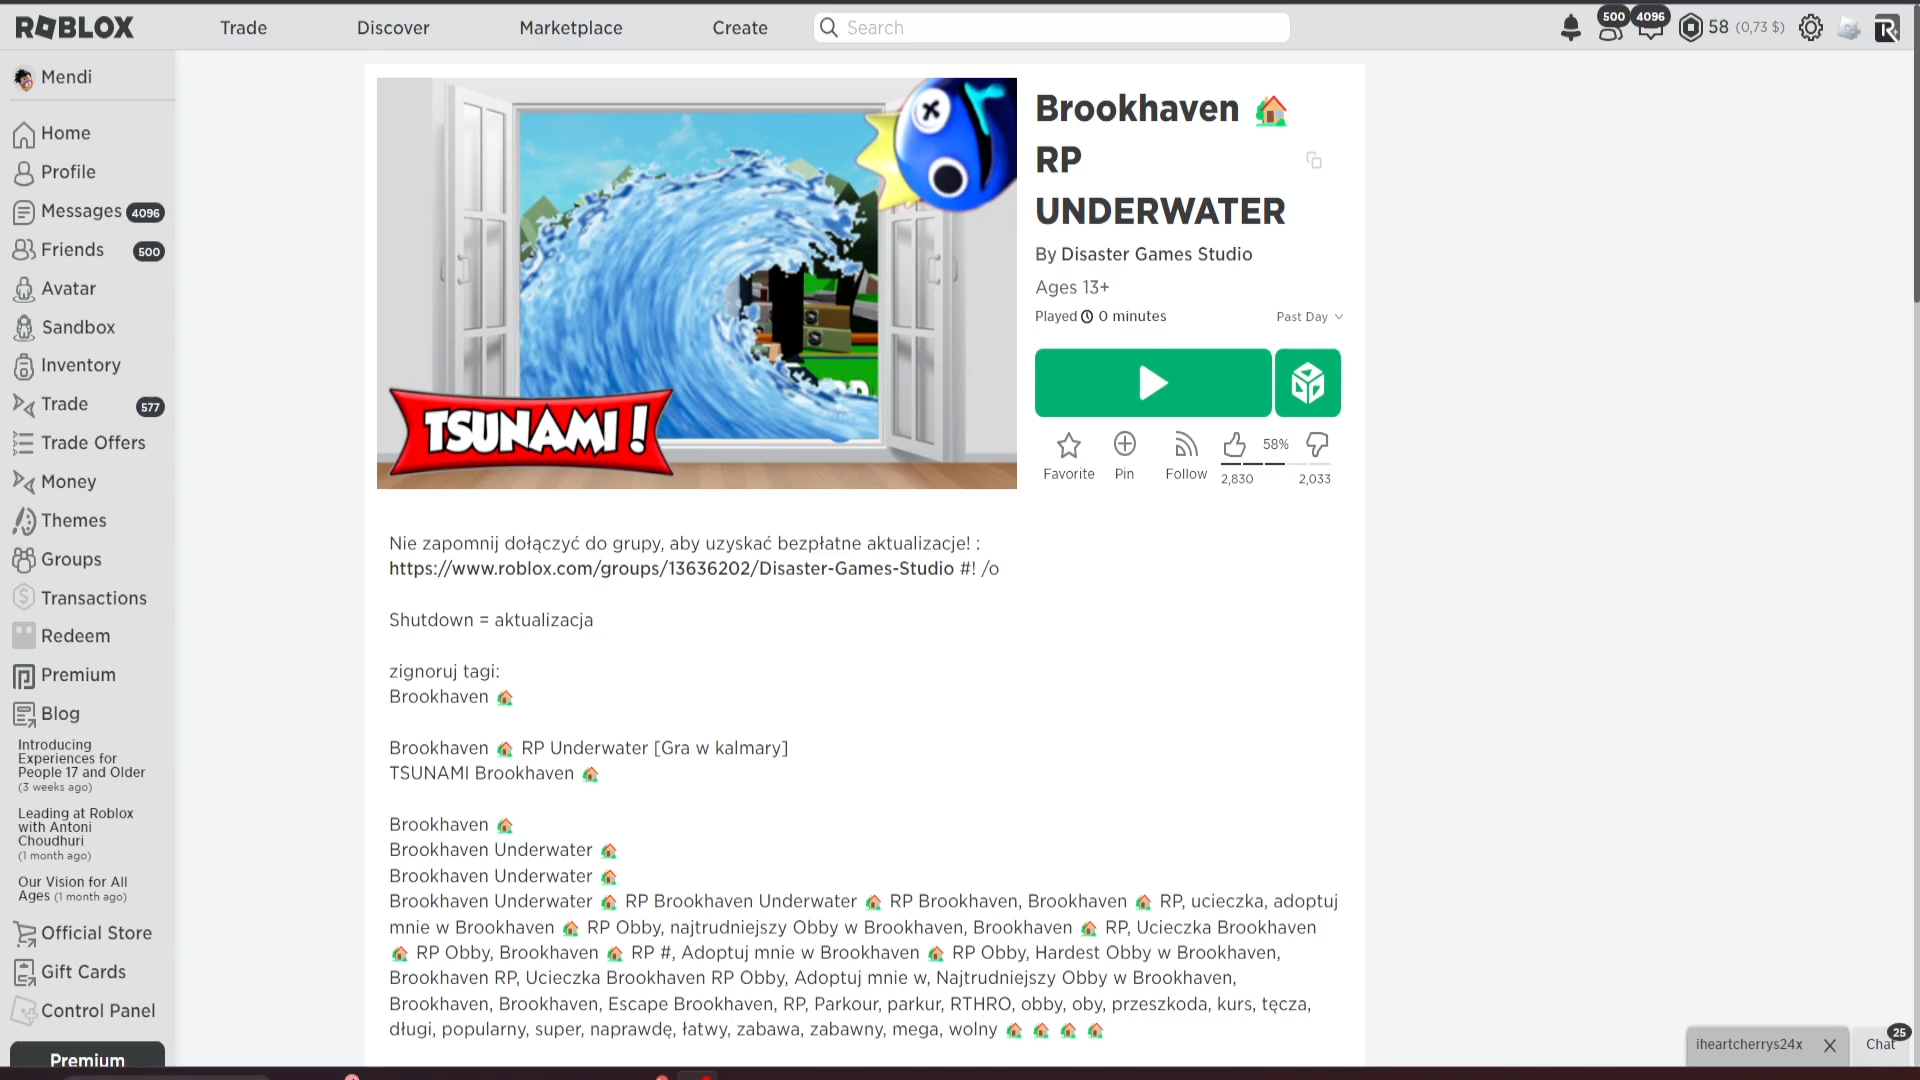 ROBLOX
Trade
Discover
Marketplace
Create
Search
500
4096
58 (0,73 $)
Mendi
Home
Profile
Messages 4096
Friends 500
Avatar
Sandbox
Inventory
Trade 577
Trade Offers
Money
Themes
Groups
Transactions
Redeem
Premium
Blog
Introducing
Experiences for
People 17 and Older
(3 weeks ago)
Leading at Roblox
with Antoni
Choudhuri
(1 month ago)
Our Vision for All
Ages (1 month ago)
Official Store
Gift Cards
Control Panel
Premium
TSUNAMI !
Brookhaven 🏠
RP
UNDERWATER
By Disaster Games Studio
Ages 13+
Played 0 minutes
Past Day
Favorite
Pin
Follow
58%
2,830
2,033
Nie zapomnij dołączyć do grupy, aby uzyskać bezpłatne aktualizacje! :
https://www.roblox.com/groups/13636202/Disaster-Games-Studio #! /o
Shutdown = aktualizacja
zignoruj tagi:
Brookhaven 🏠
Brookhaven 🏠 RP Underwater [Gra w kalmary]
TSUNAMI Brookhaven 🏠
Brookhaven 🏠
Brookhaven Underwater 🏠
Brookhaven Underwater 🏠
Brookhaven Underwater 🏠 RP Brookhaven Underwater 🏠 RP Brookhaven, Brookhaven 🏠 RP, ucieczka, adoptuj
mnie w Brookhaven 🏠 RP Obby, najtrudniejszy Obby w Brookhaven, Brookhaven 🏠 RP, Ucieczka Brookhaven
🏠 RP Obby, Brookhaven 🏠 RP #, Adoptuj mnie w Brookhaven 🏠 RP Obby, Hardest Obby w Brookhaven,
Brookhaven RP, Ucieczka Brookhaven RP Obby, Adoptuj mnie w, Najtrudniejszy Obby w Brookhaven,
Brookhaven, Brookhaven, Escape Brookhaven, RP, Parkour, parkur, RTHRO, obby, oby, przeszkoda, kurs, tęcza,
długi, popularny, super, naprawdę, łatwy, zabawa, zabawny, mega, wolny 🏠 🏠 🏠 🏠
iheartcherrys24x
Chat
25